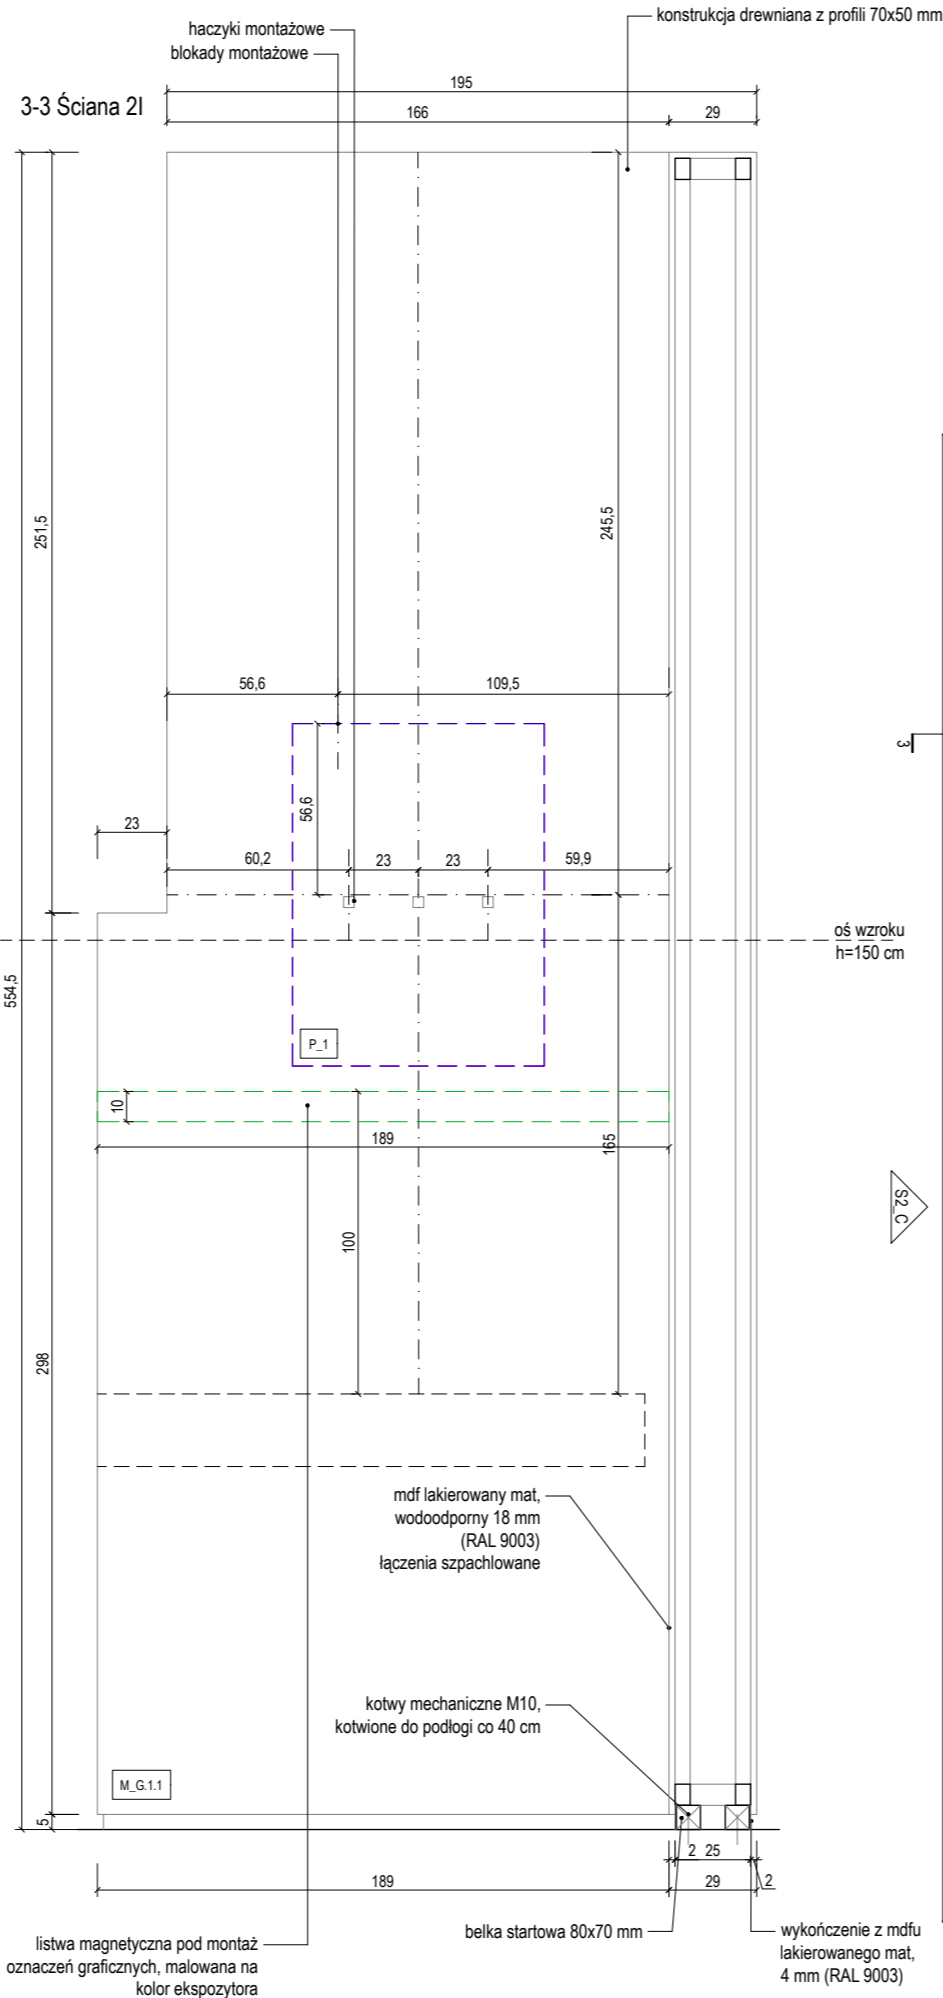 haczyki montażowe
konstrukcja drewniana z profili 70x50 mm
blokady montażowe
195
3-3 Ściana 2I
166
29
251,5
245,5
56,6
109,5
3
56,6
23
60,2
23
23
59,9
oś wzroku
h=150 cm
554,5
P_1
10
189
165
S2_C
100
298
mdf lakierowany mat,
wodoodporny 18 mm
(RAL 9003)
łączenia szpachlowane
kotwy mechaniczne M10,
kotwione do podłogi co 40 cm
M_G.1.1
5
2
25
189
29
2
listwa magnetyczna pod montaż
oznaczeń graficznych, malowana na
kolor ekspozytora
belka startowa 80x70 mm
wykończenie z mdfu
lakierowanego mat,
4 mm (RAL 9003)